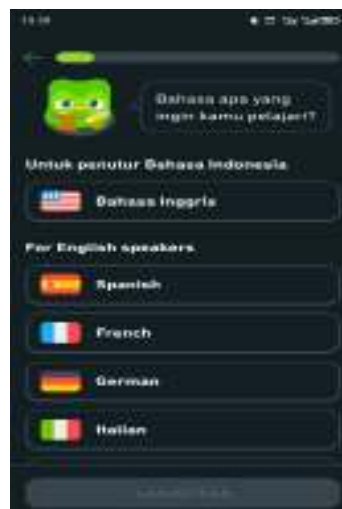 Bahasa apa yang
ingin kamu pelajari?
Untuk penutur Bahasa Indonesia
Bahasa Inggris
For English speakers
Spanish
French
German
Italian